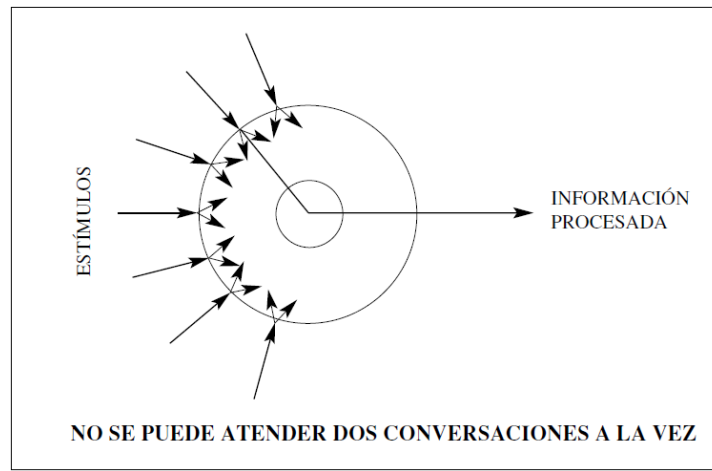 ESTÍMULOS
INFORMACIÓN
PROCESADA
NO SE PUEDE ATENDER DOS CONVERSACIONES A LA VEZ